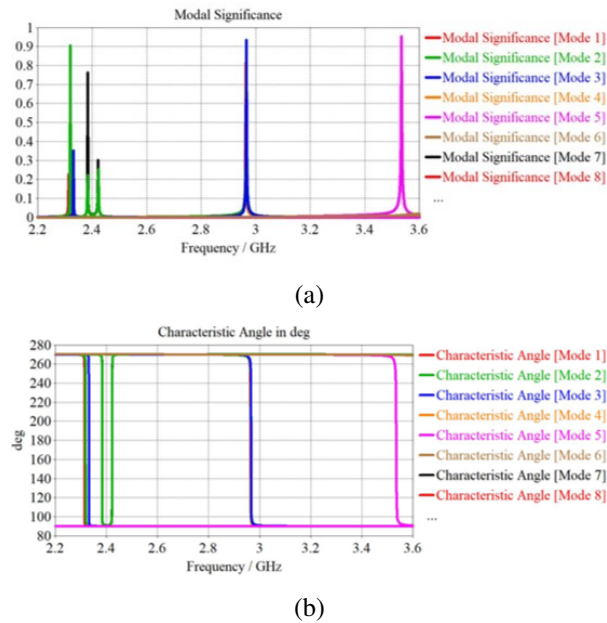 Modal Significance
1
0.9
0.8
0.7
0.6
0.5
0.4
0.3
0.2
0.1
0
2.2 2.4 2.6 2.8 3 3.2 3.4 3.6
Frequency / GHz
Modal Significance [Mode 1]
Modal Significance [Mode 2]
Modal Significance [Mode 3]
Modal Significance [Mode 4]
Modal Significance [Mode 5]
Modal Significance [Mode 6]
Modal Significance [Mode 7]
Modal Significance [Mode 8]
...
(a)
Characteristic Angle in deg
280
260
240
220
200
180
160
140
120
100
80
deg
2.2 2.4 2.6 2.8 3 3.2 3.4 3.6
Frequency / GHz
Characteristic Angle [Mode 1]
Characteristic Angle [Mode 2]
Characteristic Angle [Mode 3]
Characteristic Angle [Mode 4]
Characteristic Angle [Mode 5]
Characteristic Angle [Mode 6]
Characteristic Angle [Mode 7]
Characteristic Angle [Mode 8]
...
(b)